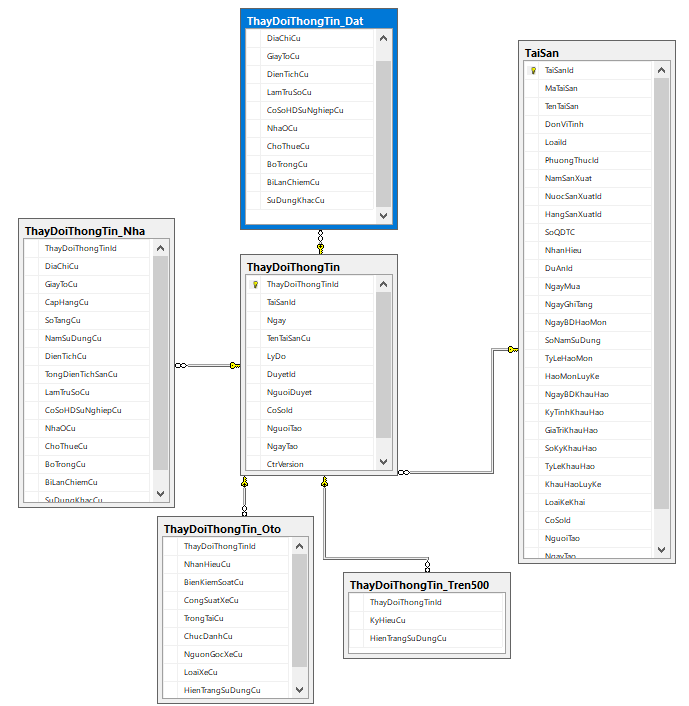 ThayDoiThongTin_Dat
DiaChiCu
GiayToCu
DienTichCu
LamTruSoCu
CoSoHDSuNghiepCu
NhaOCu
ChoThueCu
BoTrongCu
BiLanChiemCu
SuDungKhacCu
TaiSan
TaiSanId
MaTaiSan
TenTaiSan
DonViTinh
LoaiId
PhuongThucId
NamSanXuat
NuocSanXuatId
HangSanXuatId
SoQDTC
NhanHieu
DuAnId
NgayMua
NgayGhiTang
NgayBDHaoMon
SoNamSuDung
TyLeHaoMon
HaoMonLuyKe
NgayBDKhauHao
KyTinhKhauHao
GiaTriKhauHao
SoKyKhauHao
TyLeKhauHao
KhauHaoLuyKe
LoaiKeKhai
CoSoId
NguoiTao
NgayTao
ThayDoiThongTin_Nha
ThayDoiThongTinId
DiaChiCu
GiayToCu
CapHangCu
SoTangCu
NamSuDungCu
DienTichCu
TongDienTichSanCu
LamTruSoCu
CoSoHDSuNghiepCu
NhaOCu
ChoThueCu
BoTrongCu
BiLanChiemCu
SuDungKhacCu
ThayDoiThongTin
ThayDoiThongTinId
TaiSanId
Ngay
TenTaiSanCu
LyDo
DuyetId
NguoiDuyet
CoSoId
NguoiTao
NgayTao
CtrVersion
ThayDoiThongTin_Oto
ThayDoiThongTinId
NhanHieuCu
BienKiemSoatCu
CongSuatXeCu
TrongTaiCu
ChucDanhCu
NguonGocXeCu
LoaiXeCu
HienTrangSuDungCu
ThayDoiThongTin_Tren500
ThayDoiThongTinId
KyHieuCu
HienTrangSuDungCu